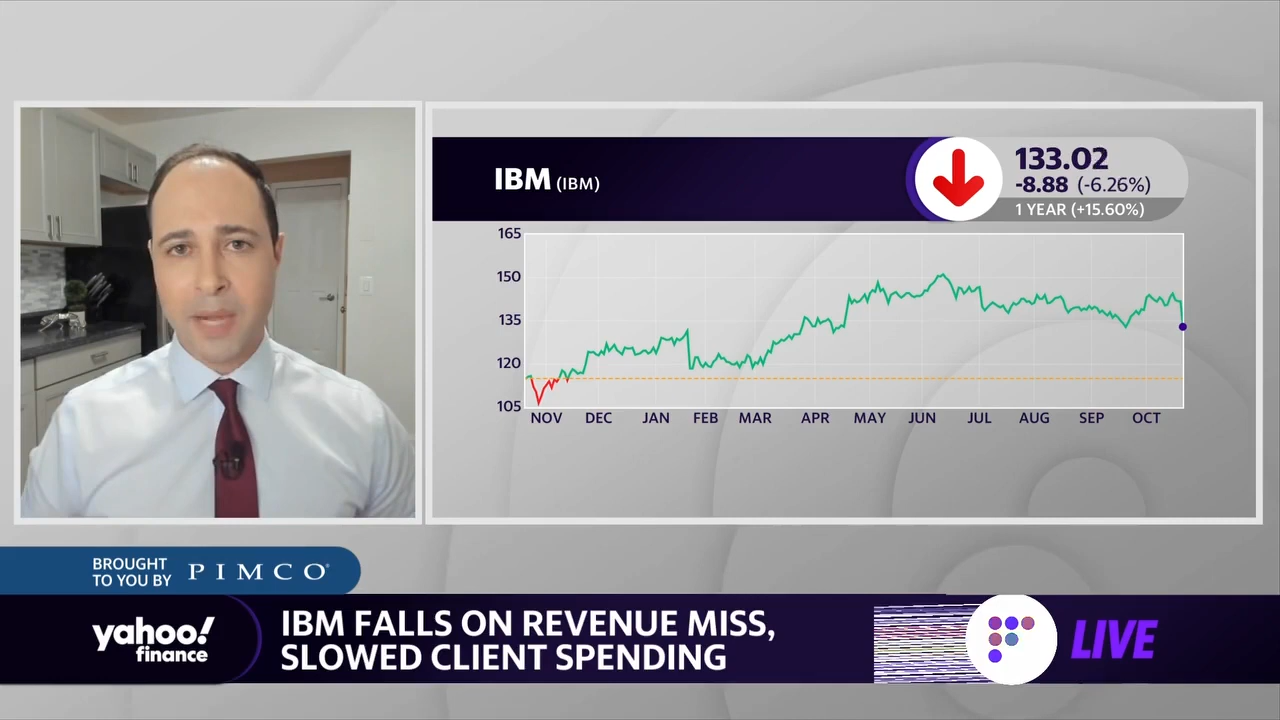 IBM (IBM)
133.02
-8.88 (-6.26%)
1 YEAR (+15.60%)
165
150
135
120
105
NOV DEC JAN FEB MAR APR MAY JUN JUL AUG SEP OCT
BROUGHT
TO YOU BY
PIMCO®
yahoo!
finance
IBM FALLS ON REVENUE MISS,
SLOWED CLIENT SPENDING
LIVE